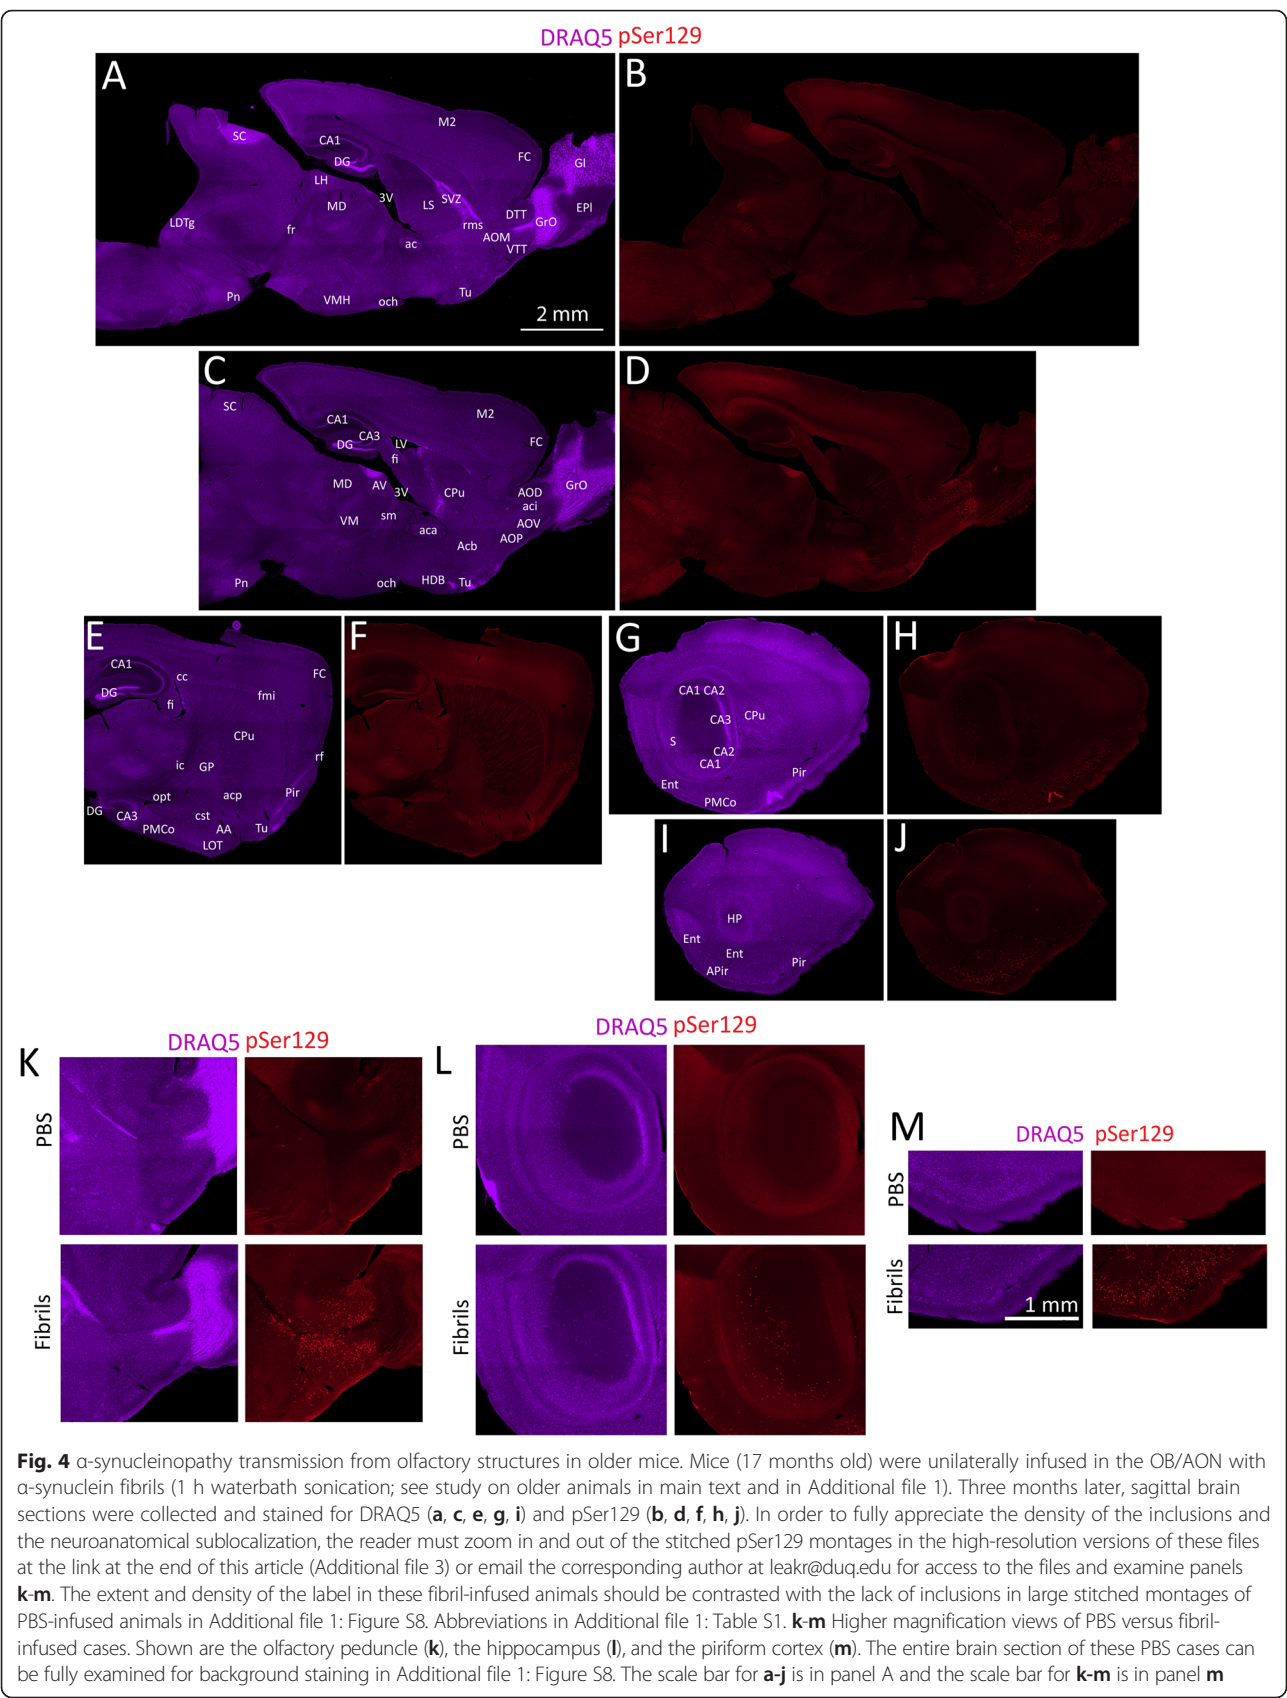 DRAQ5 pSer129
A
SC
CA1
DG
LH
MD
3V
M2
FC
GI
LS
SVZ
rms
DTT
GrO
EPI
AOM
VTT
LDTg
fr
ac
Pn
VMH
och
Tu
2 mm
B
C
SC
CA1
CA3
DG
LV
fi
M2
FC
MD
AV
3V
CPu
AOD
aci
GrO
VM
sm
aca
AOV
AOP
Acb
Pn
och
HDB
Tu
D
E
CA1
DG
cc
fi
fmi
FC
CPu
ic
GP
rf
opt
acp
Pir
DG
CA3
cst
PMCo
AA
Tu
LOT
F
G
CA1 CA2
CA3
CPu
S
CA2
CA1
Ent
Pir
PMCo
H
I
HP
Ent
Ent
APir
Pir
J
K
DRAQ5 pSer129
PBS
Fibrils
L
DRAQ5 pSer129
PBS
Fibrils
M
DRAQ5 pSer129
PBS
Fibrils
1 mm
Fig. 4 α-synucleinopathy transmission from olfactory structures in older mice. Mice (17 months old) were unilaterally infused in the OB/AON with
α-synuclein fibrils (1 h waterbath sonication; see study on older animals in main text and in Additional file 1). Three months later, sagittal brain
sections were collected and stained for DRAQ5 (a, c, e, g, i) and pSer129 (b, d, f, h, j). In order to fully appreciate the density of the inclusions and
the neuroanatomical sublocalization, the reader must zoom in and out of the stitched pSer129 montages in the high-resolution versions of these files
at the link at the end of this article (Additional file 3) or email the corresponding author at leakr@duq.edu for access to the files and examine panels
k-m. The extent and density of the label in these fibril-infused animals should be contrasted with the lack of inclusions in large stitched montages of
PBS-infused animals in Additional file 1: Figure S8. Abbreviations in Additional file 1: Table S1. k-m Higher magnification views of PBS versus fibril-
infused cases. Shown are the olfactory peduncle (k), the hippocampus (l), and the piriform cortex (m). The entire brain section of these PBS cases can
be fully examined for background staining in Additional file 1: Figure S8. The scale bar for a-j is in panel A and the scale bar for k-m is in panel m